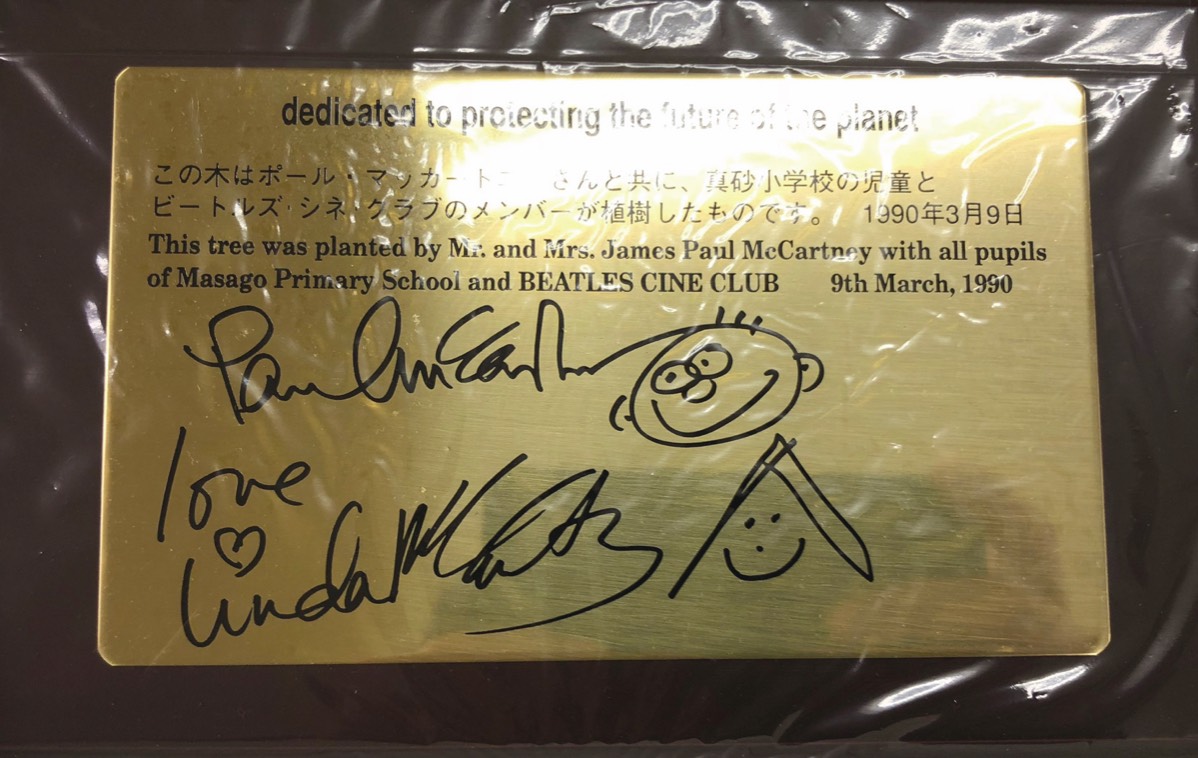 dedicated to protecting the future of the planet
この木はポール・マッカートニーさんと共に、真砂小学校の児童と
ビートルズ・シネ・クラブのメンバーが植樹したものです。 1990年3月9日
This tree was planted by Mr. and Mrs. James Paul McCartney with all pupils
of Masago Primary School and BEATLES CINE CLUB 9th March, 1990
Paul McCartney
love
Linda McCartney